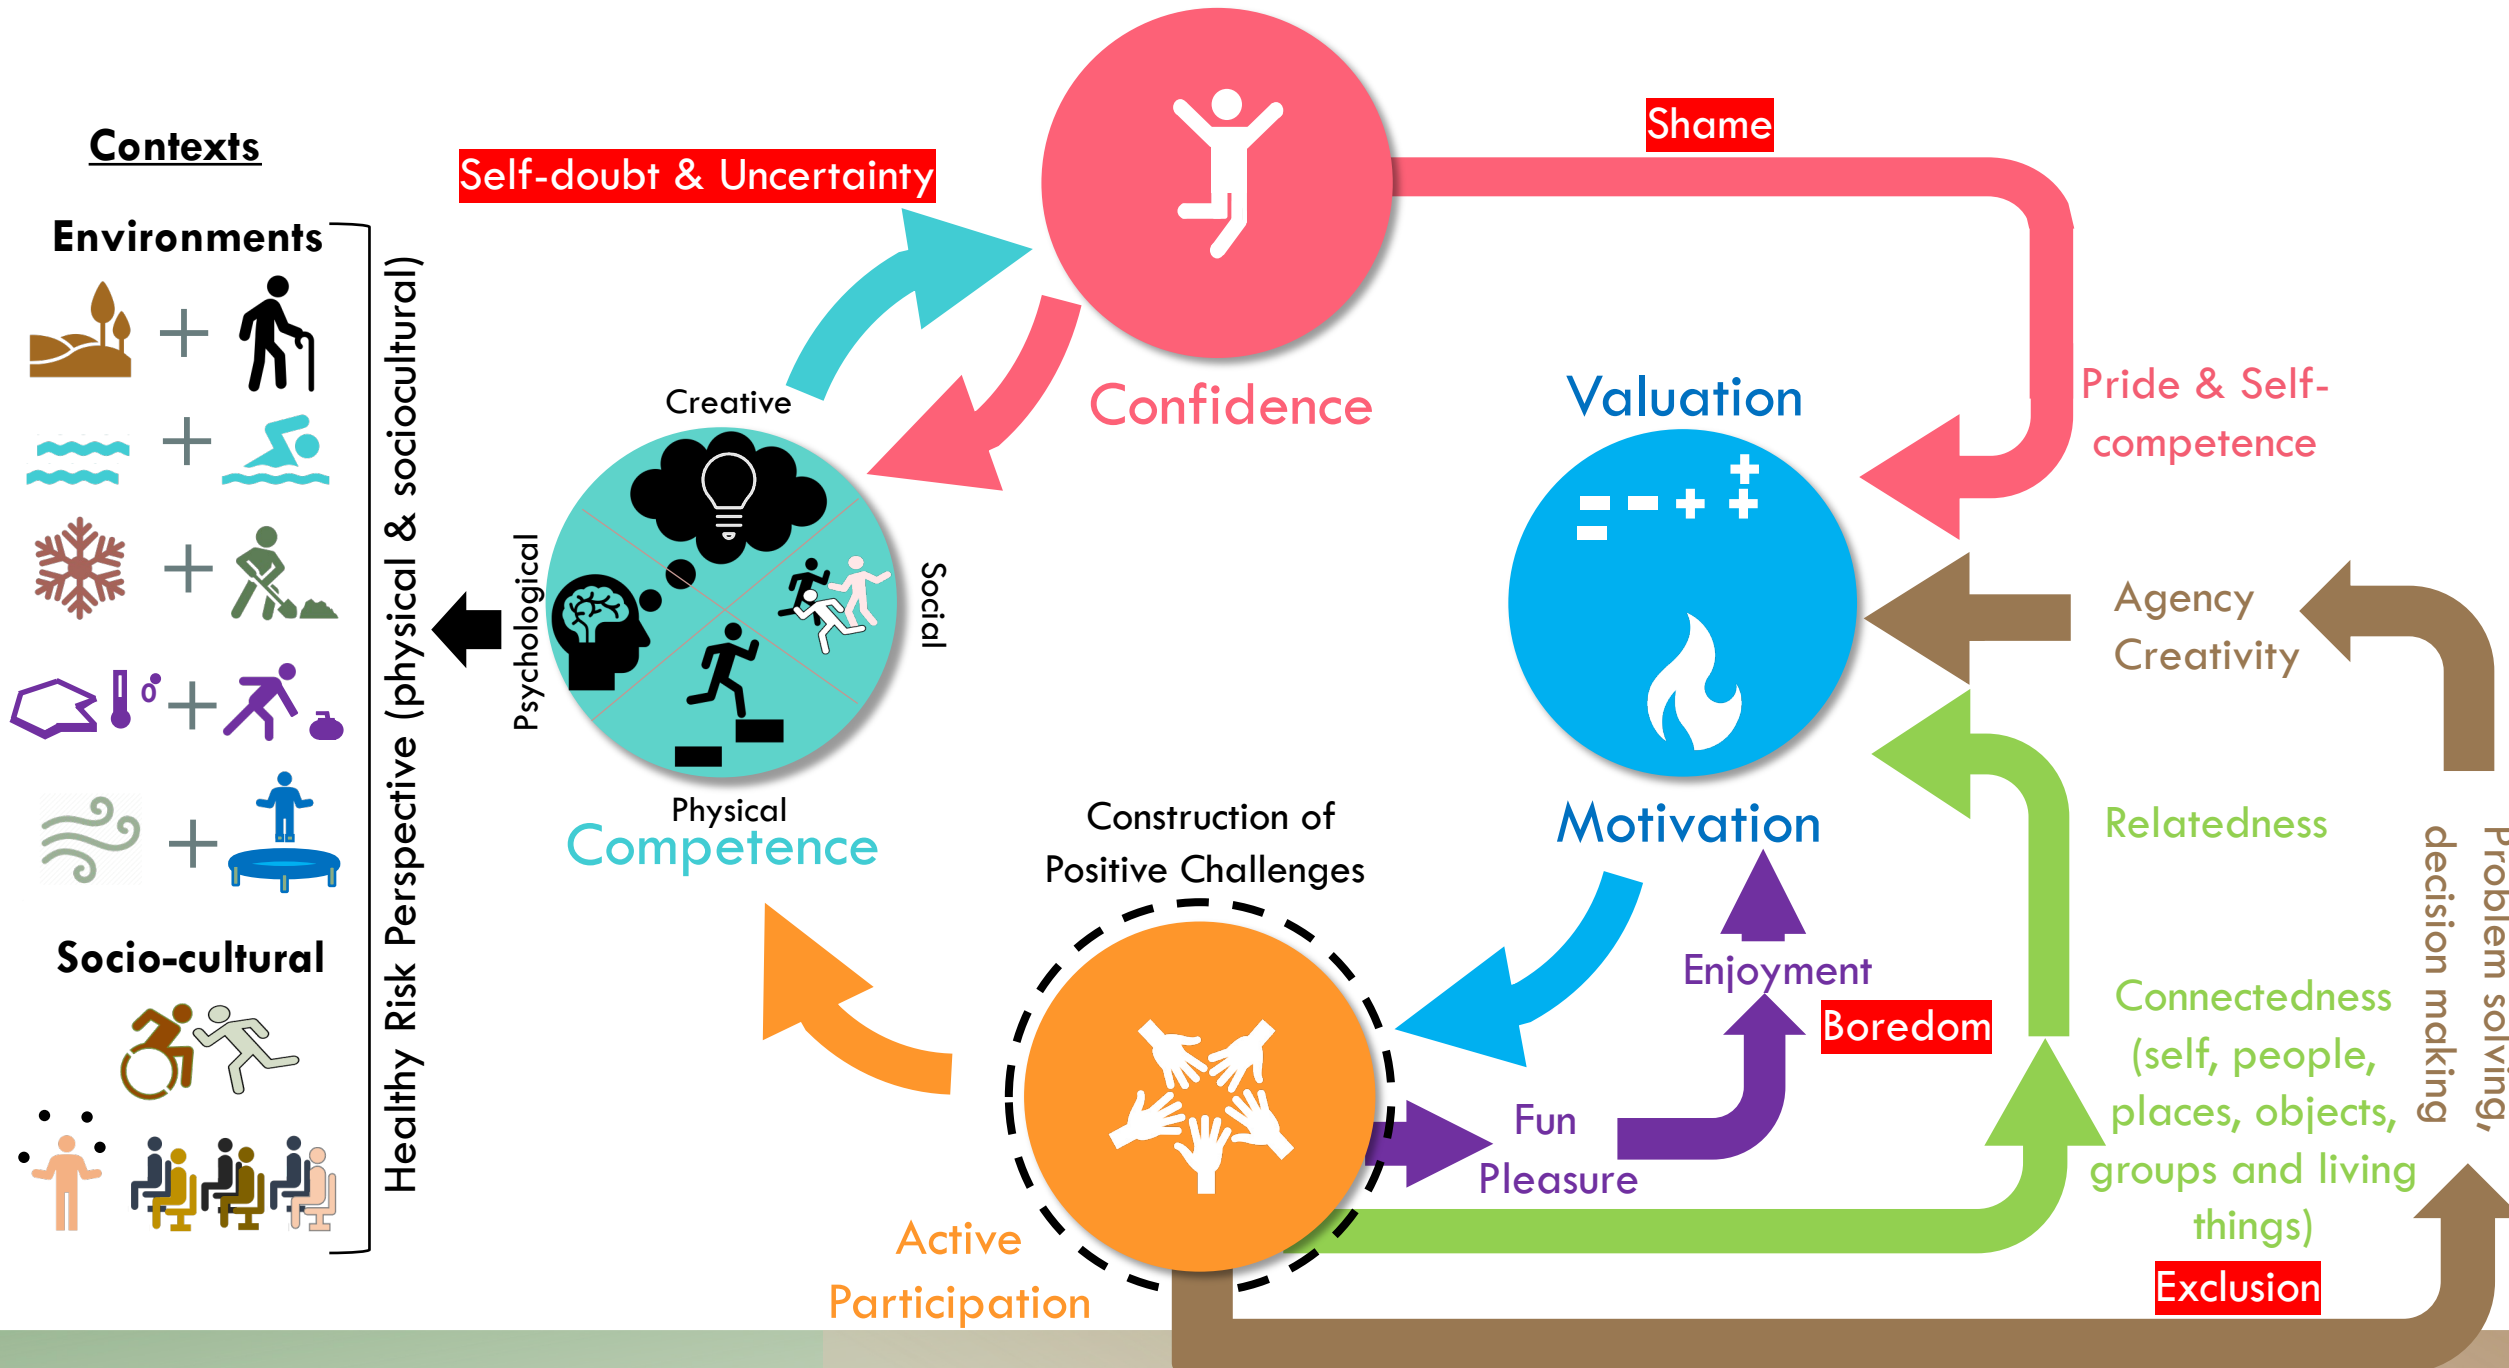 Contexts
Environments
Healthy Risk Perspective (physical & sociocultural)
Socio-cultural
Self-doubt & Uncertainty
Creative
Psychological
Social
Physical
Competence
Confidence
Shame
Valuation
Motivation
Pride & Self-
competence
Agency
Creativity
Relatedness
Problem solving,
decision making
Construction of
Positive Challenges
Active
Participation
Enjoyment
Boredom
Fun
Pleasure
Connectedness
(self, people,
places, objects,
groups and living
things)
Exclusion